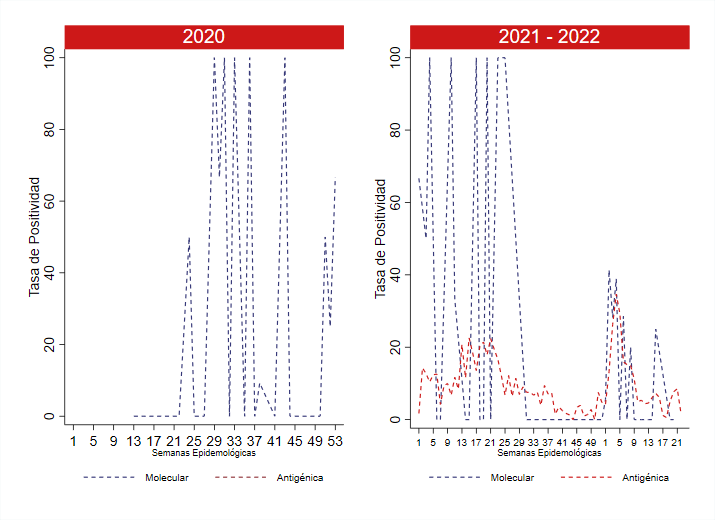 2020
Tasa de Positividad
100
80
60
40
20
0
1 5 9 13 17 21 25 29 33 37 41 45 49 53
Semanas Epidemológicas
Molecular Antigénica
2021 - 2022
Tasa de Positividad
100
80
60
40
20
0
1 5 9 13 17 21 25 29 33 37 41 45 49 1 5 9 13 17 21
Semanas Epidemológicas
Molecular Antigénica